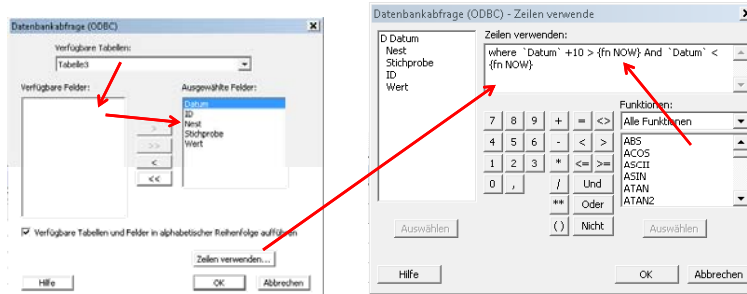 Datenbankabfrage (ODBC)
Verfügbare Tabellen:
Tabelle3
Verfügbare Felder:
Ausgewählte Felder:
Datum
ID
Nest
Stichprobe
Wert
>
>>
<
<<
Verfügbare Tabellen und Felder in alphabetischer Reihenfolge aufführen
Zeilen verwenden...
Hilfe
OK
Abbrechen
Datenbankabfrage (ODBC) - Zeilen verwende
D Datum
Nest
Stichprobe
ID
Wert
Zeilen verwenden:
where `Datum` +10 > {fn NOW} And `Datum` <
{fn NOW}
Funktionen:
Alle Funktionen
7 8 9 + = <>
4 5 6 - < >
1 2 3 * <= >=
0 , / Und
** Oder
() Nicht
ABS
ACOS
ASCII
ASIN
ATAN
ATAN2
Auswählen
Auswählen
Hilfe
OK
Abbrechen